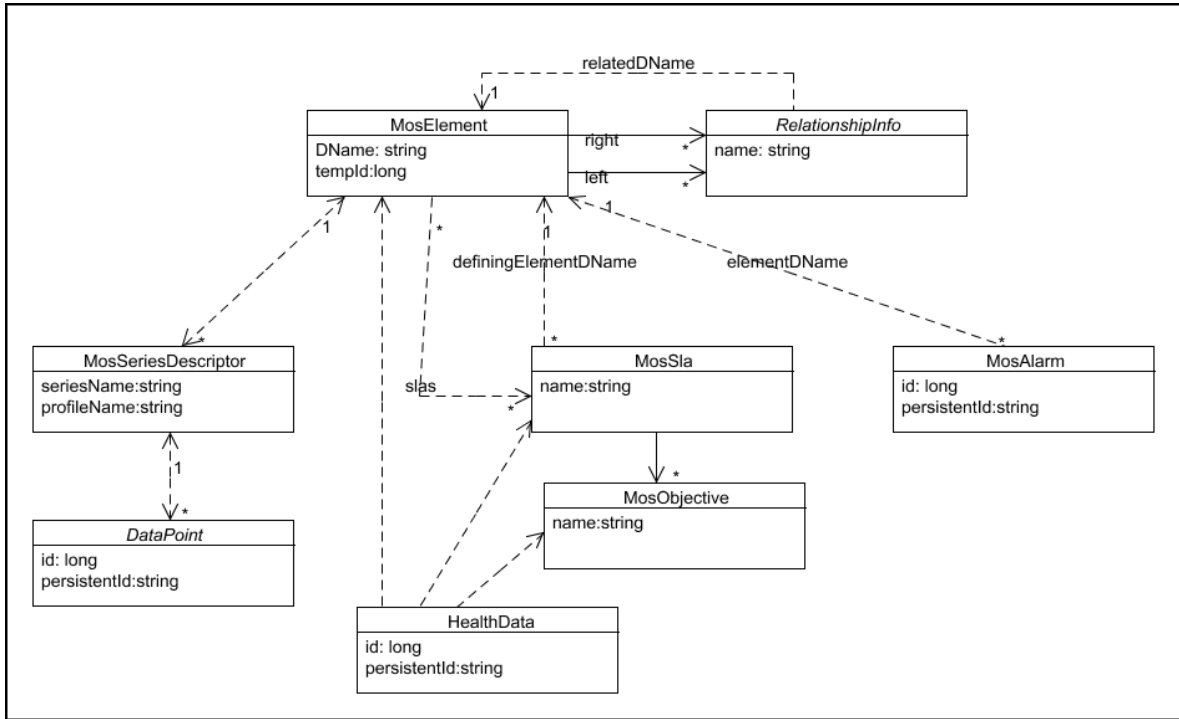 relatedDName
1
MosElement
DName: string
tempId:long
right
*
left
*
RelationshipInfo
name: string
1
*
1
1
definingElementDName
elementDName
*
*
*
MosSeriesDescriptor
seriesName:string
profileName:string
slas
*
MosSla
name:string
MosAlarm
id: long
persistentId:string
1
*
*
MosObjective
name:string
DataPoint
id: long
persistentId:string
HealthData
id: long
persistentId:string